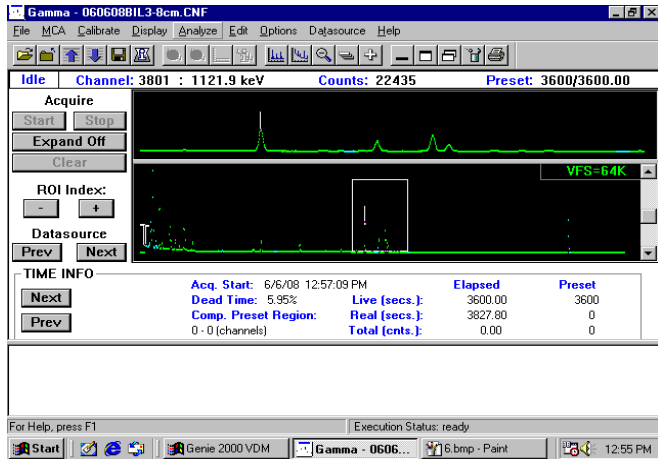 Gamma - 060608BIL3-8cm.CNF
File MCA Calibrate Display Analyze Edit Options Datasource Help
Idle Channel: 3801 : 1121.9 keV Counts: 22435 Preset: 3600/3600.00
Acquire
Start Stop
Expand Off
Clear
VFS=64K
ROI Index:
- +
Datasource
Prev Next
TIME INFO
Next
Prev
Acq. Start: 6/6/08 12:57:09 PM Elapsed Preset
Dead Time: 5.95% Live (secs.): 3600.00 3600
Comp. Preset Region: Real (secs.): 3827.80 0
0 - 0 (channels) Total (cnts.): 0.00 0
For Help, press F1 Execution Status: ready
Start Genie 2000 VDM Gamma - 0606... 6.bmp - Paint 12:55 PM